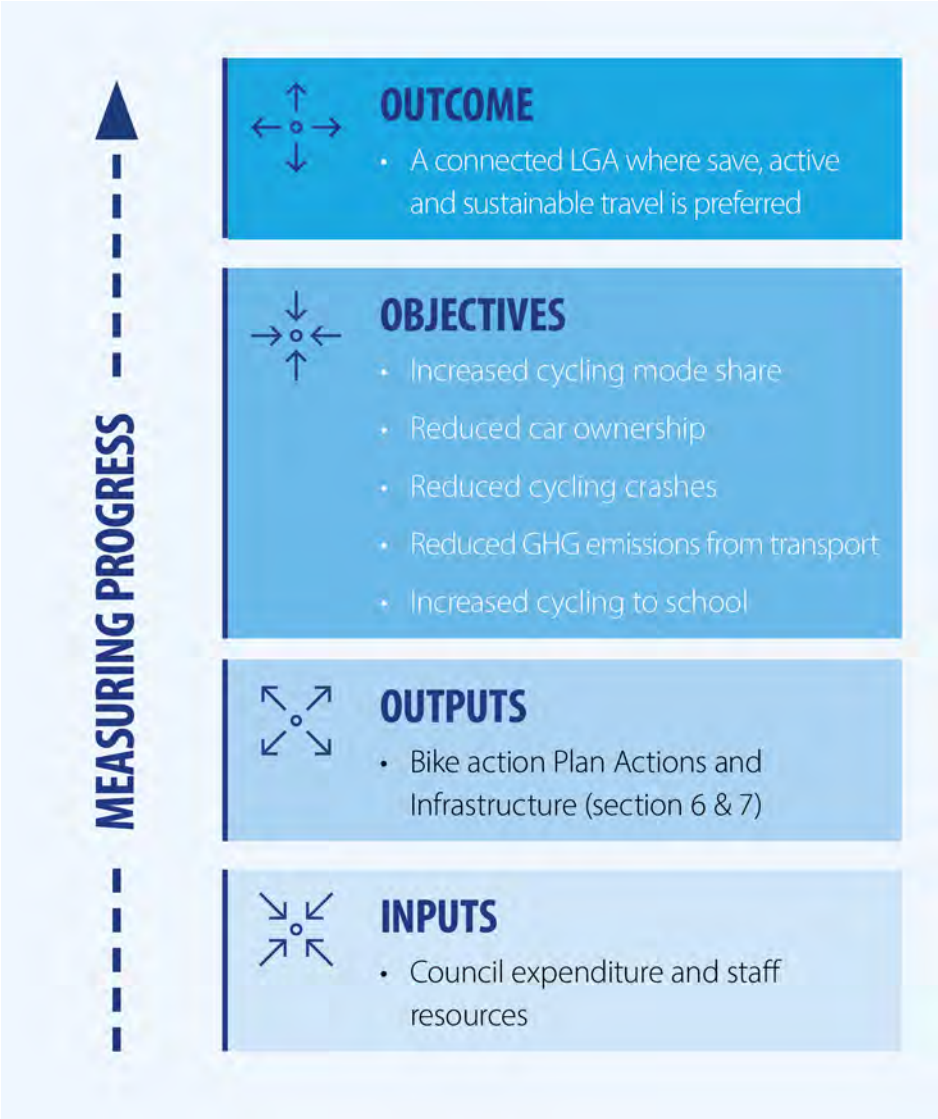 MEASURING PROGRESS
OUTCOME
• A connected LGA where save, active
and sustainable travel is preferred
OBJECTIVES
• Increased cycling mode share
• Reduced car ownership
• Reduced cycling crashes
• Reduced GHG emissions from transport
• Increased cycling to school
OUTPUTS
• Bike action Plan Actions and
Infrastructure (section 6 & 7)
INPUTS
• Council expenditure and staff
resources